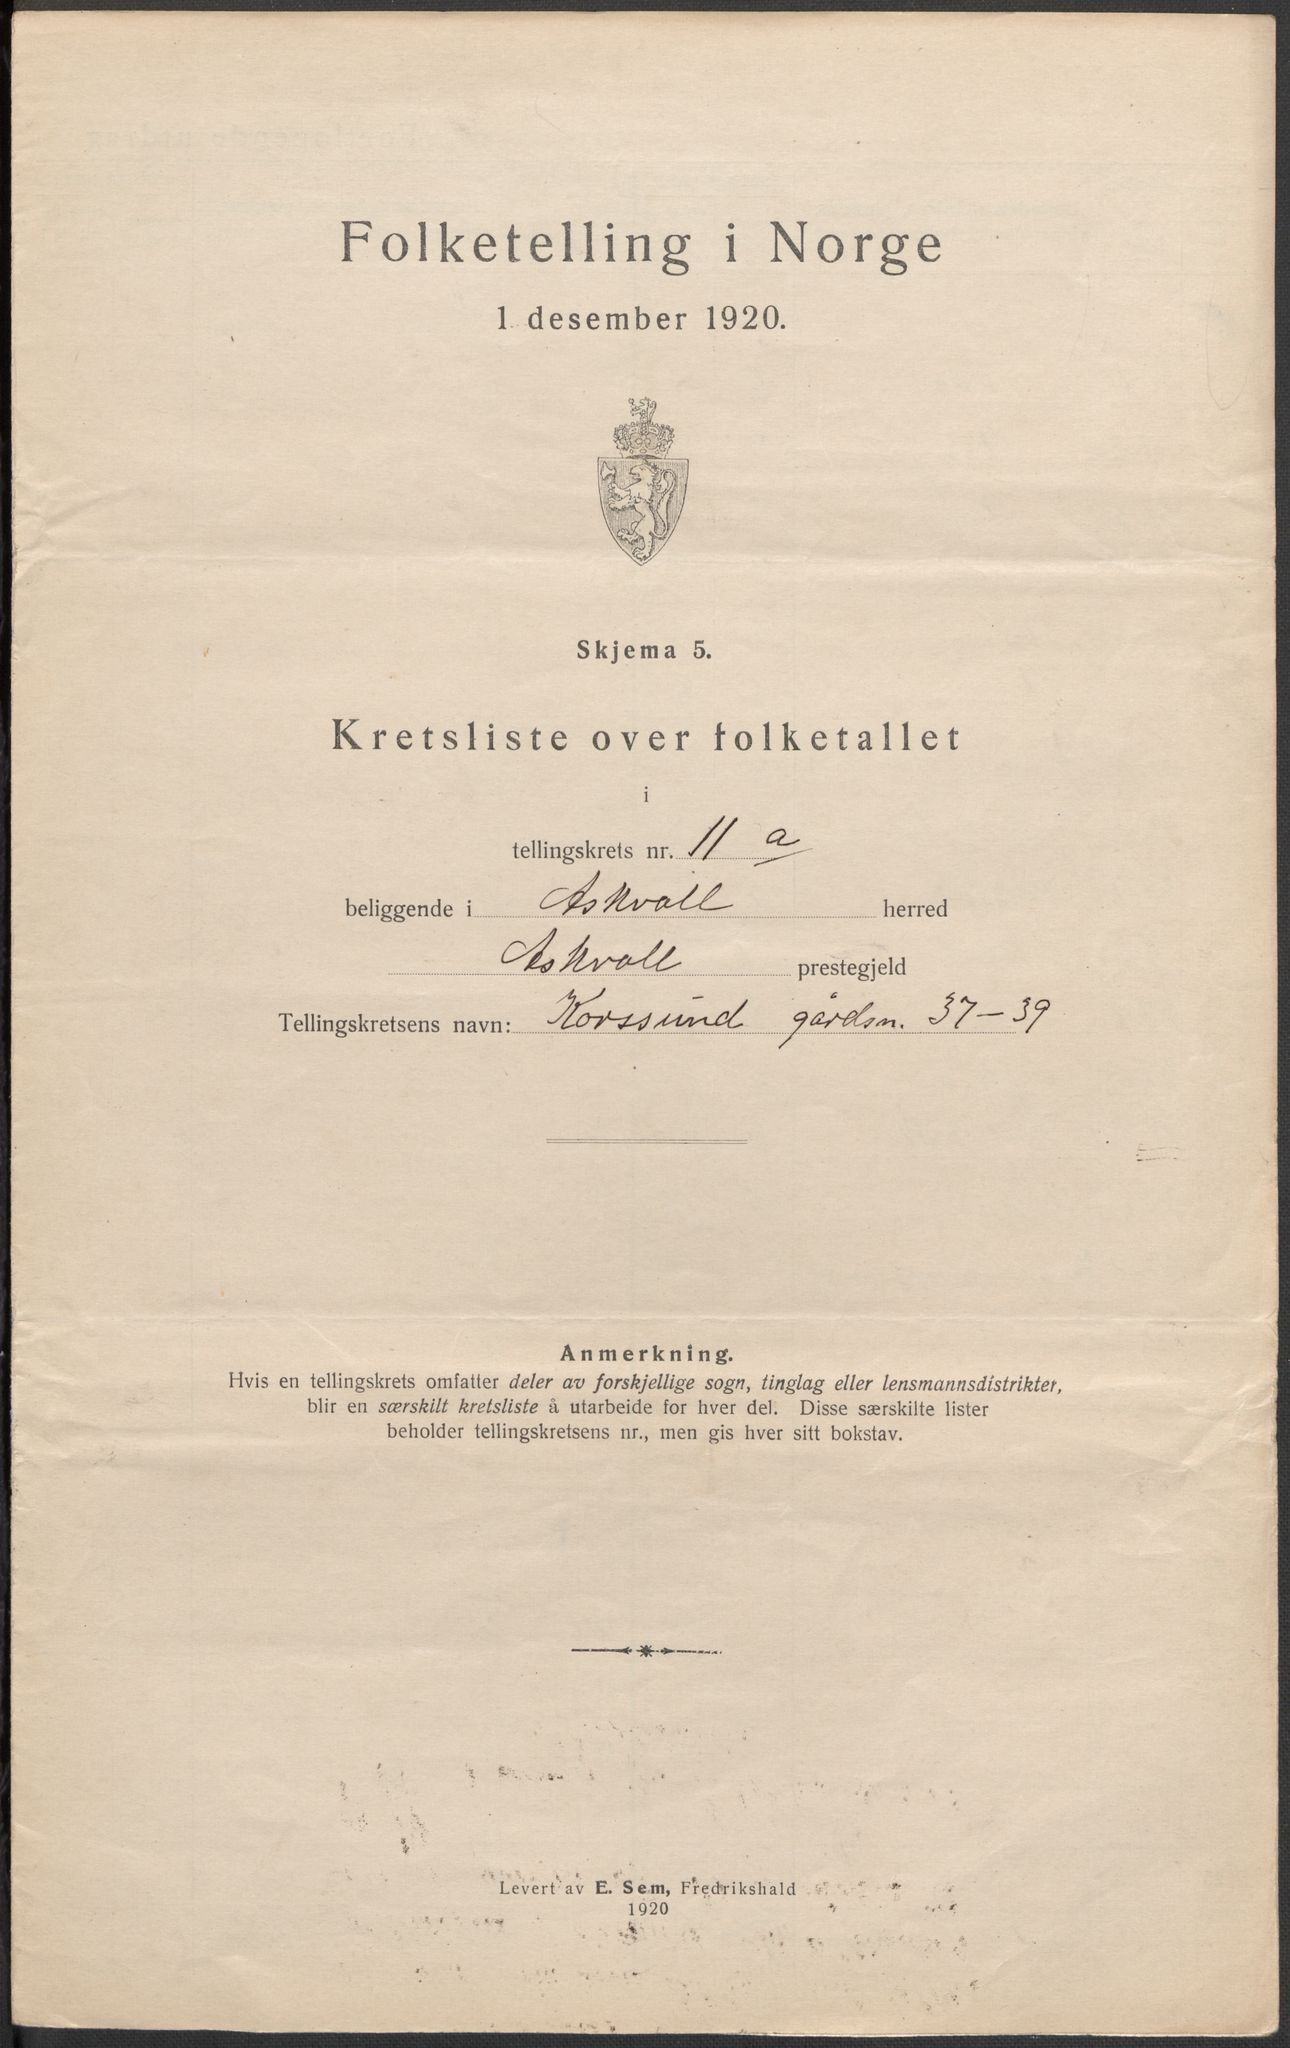 Folketelling i Norge
1. desember 1920.
Skjema 5.
Kretsliste over folketallet
i
tellingskrets nr. 11 a
beliggende i Askvoll herred
Askvoll prestegjeld
Tellingskretsens navn: Korssund gårdsn. 37-39
Anmerkning.
Hvis en tellingskrets omfatter deler av forskjellige sogn, tinglag eller lensmannsdistrikter,
blir en særskilt kretsliste å utarbeide for hver del. Disse særskilte lister
beholder tellingskretsens nr., men gis hver sitt bokstav.
Levert av E. Sem, Fredrikshald
1920